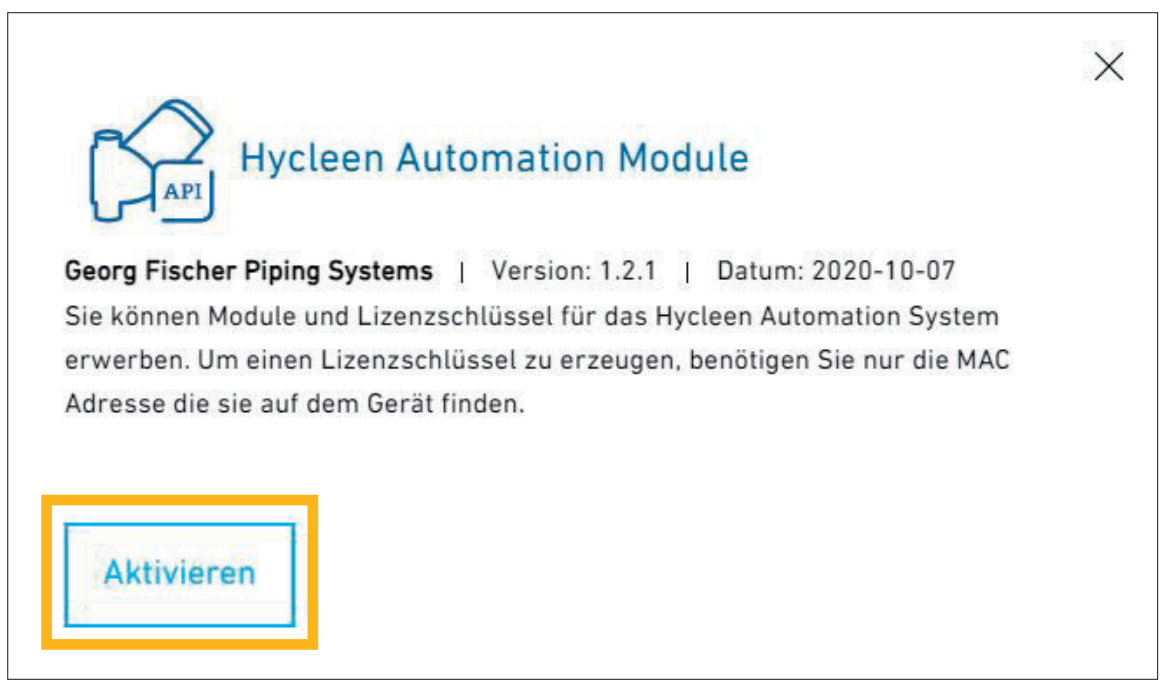 API
Hycleen Automation Module
Georg Fischer Piping Systems | Version: 1.2.1 | Datum: 2020-10-07
Sie können Module und Lizenzschlüssel für das Hycleen Automation System
erwerben. Um einen Lizenzschlüssel zu erzeugen, benötigen Sie nur die MAC
Adresse die sie auf dem Gerät finden.
Aktivieren